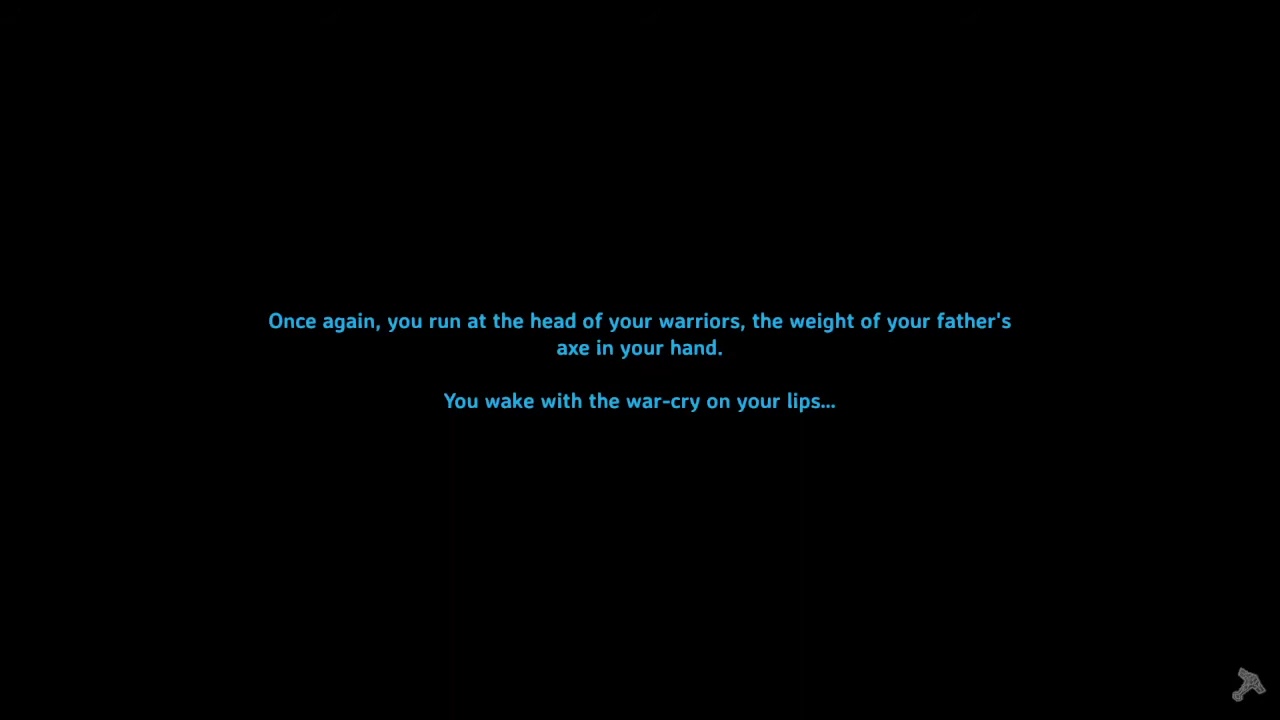 Once again, you run at the head of your warriors, the weight of your father's
axe in your hand.
You wake with the war-cry on your lips...